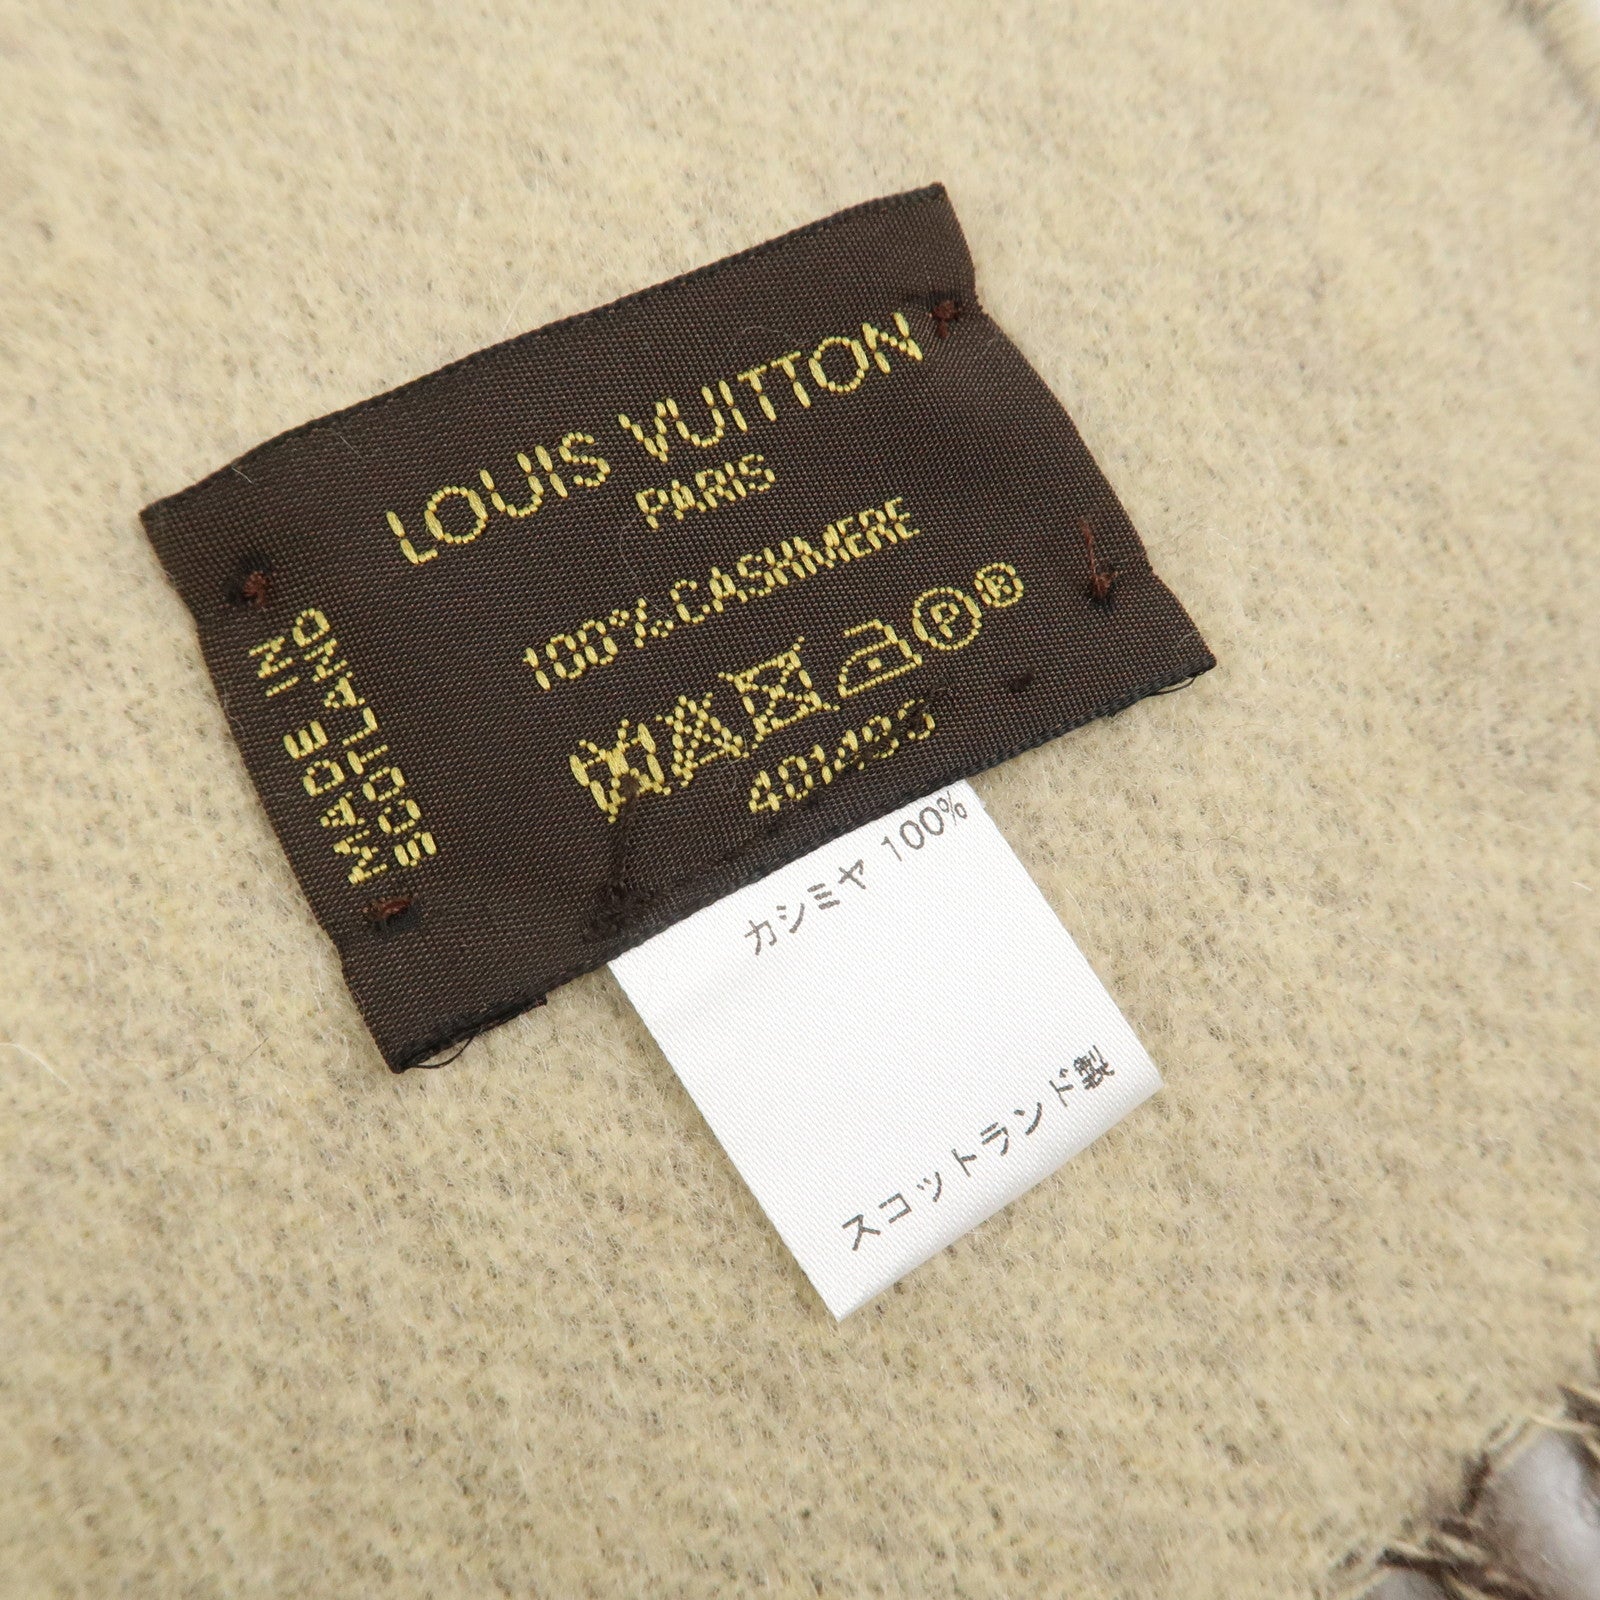 LOUIS VUITTON
PARIS
100%CASHMERE
®
MADE IN
SCOTLAND
カシミヤ 100%
スコットランド製